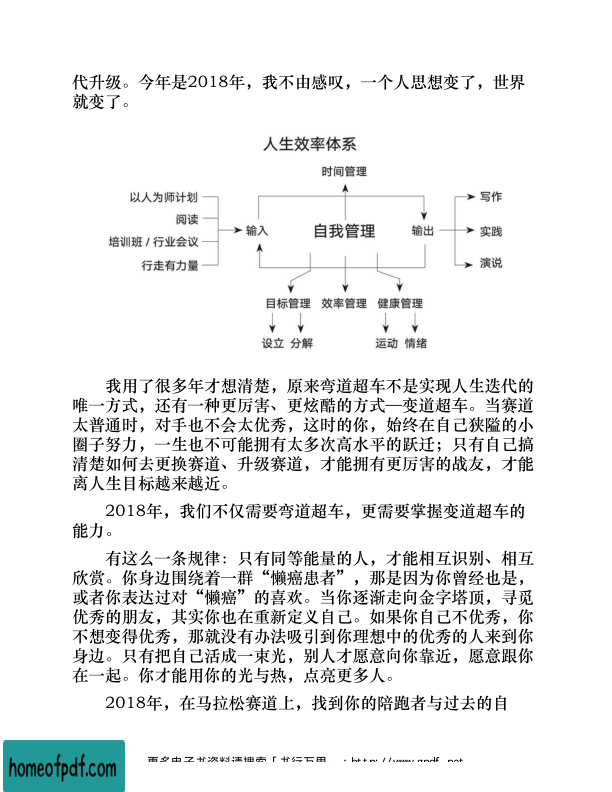 代升级。今年是2018年，我不由感叹，一个人思想变了，世界
就变了。
人生效率体系
时间管理
以人为师计划
阅读
培训班 / 行业会议
行走有力量
输入
自我管理
输出
写作
实践
演说
目标管理 效率管理 健康管理
设立 分解
运动 情绪
我用了很多年才想清楚，原来弯道超车不是实现人生迭代的
唯一方式，还有一种更厉害、更炫酷的方式—变道超车。当赛道
太普通时，对手也不会太优秀，这时的你，始终在自己狭隘的小
圈子努力，一生也不可能拥有太多次高水平的跃迁；只有自己搞
清楚如何去更换赛道、升级赛道，才能拥有更厉害的战友，才能
离人生目标越来越近。
2018年，我们不仅需要弯道超车，更需要掌握变道超车的
能力。
有这么一条规律：只有同等能量的人，才能相互识别、相互
欣赏。你身边围绕着一群“懒癌患者”，那是因为你曾经也是，
或者你表达过对“懒癌”的喜欢。当你逐渐走向金字塔顶，寻觅
优秀的朋友，其实你也在重新定义自己。如果你自己不优秀，你
不想变得优秀，那就没有办法吸引到你理想中的优秀的人来到你
身边。只有把自己活成一束光，别人才愿意向你靠近，愿意跟你
在一起。你才能用你的光与热，点亮更多人。
2018年，在马拉松赛道上，找到你的陪跑者与过去的自
homeofpdf.com